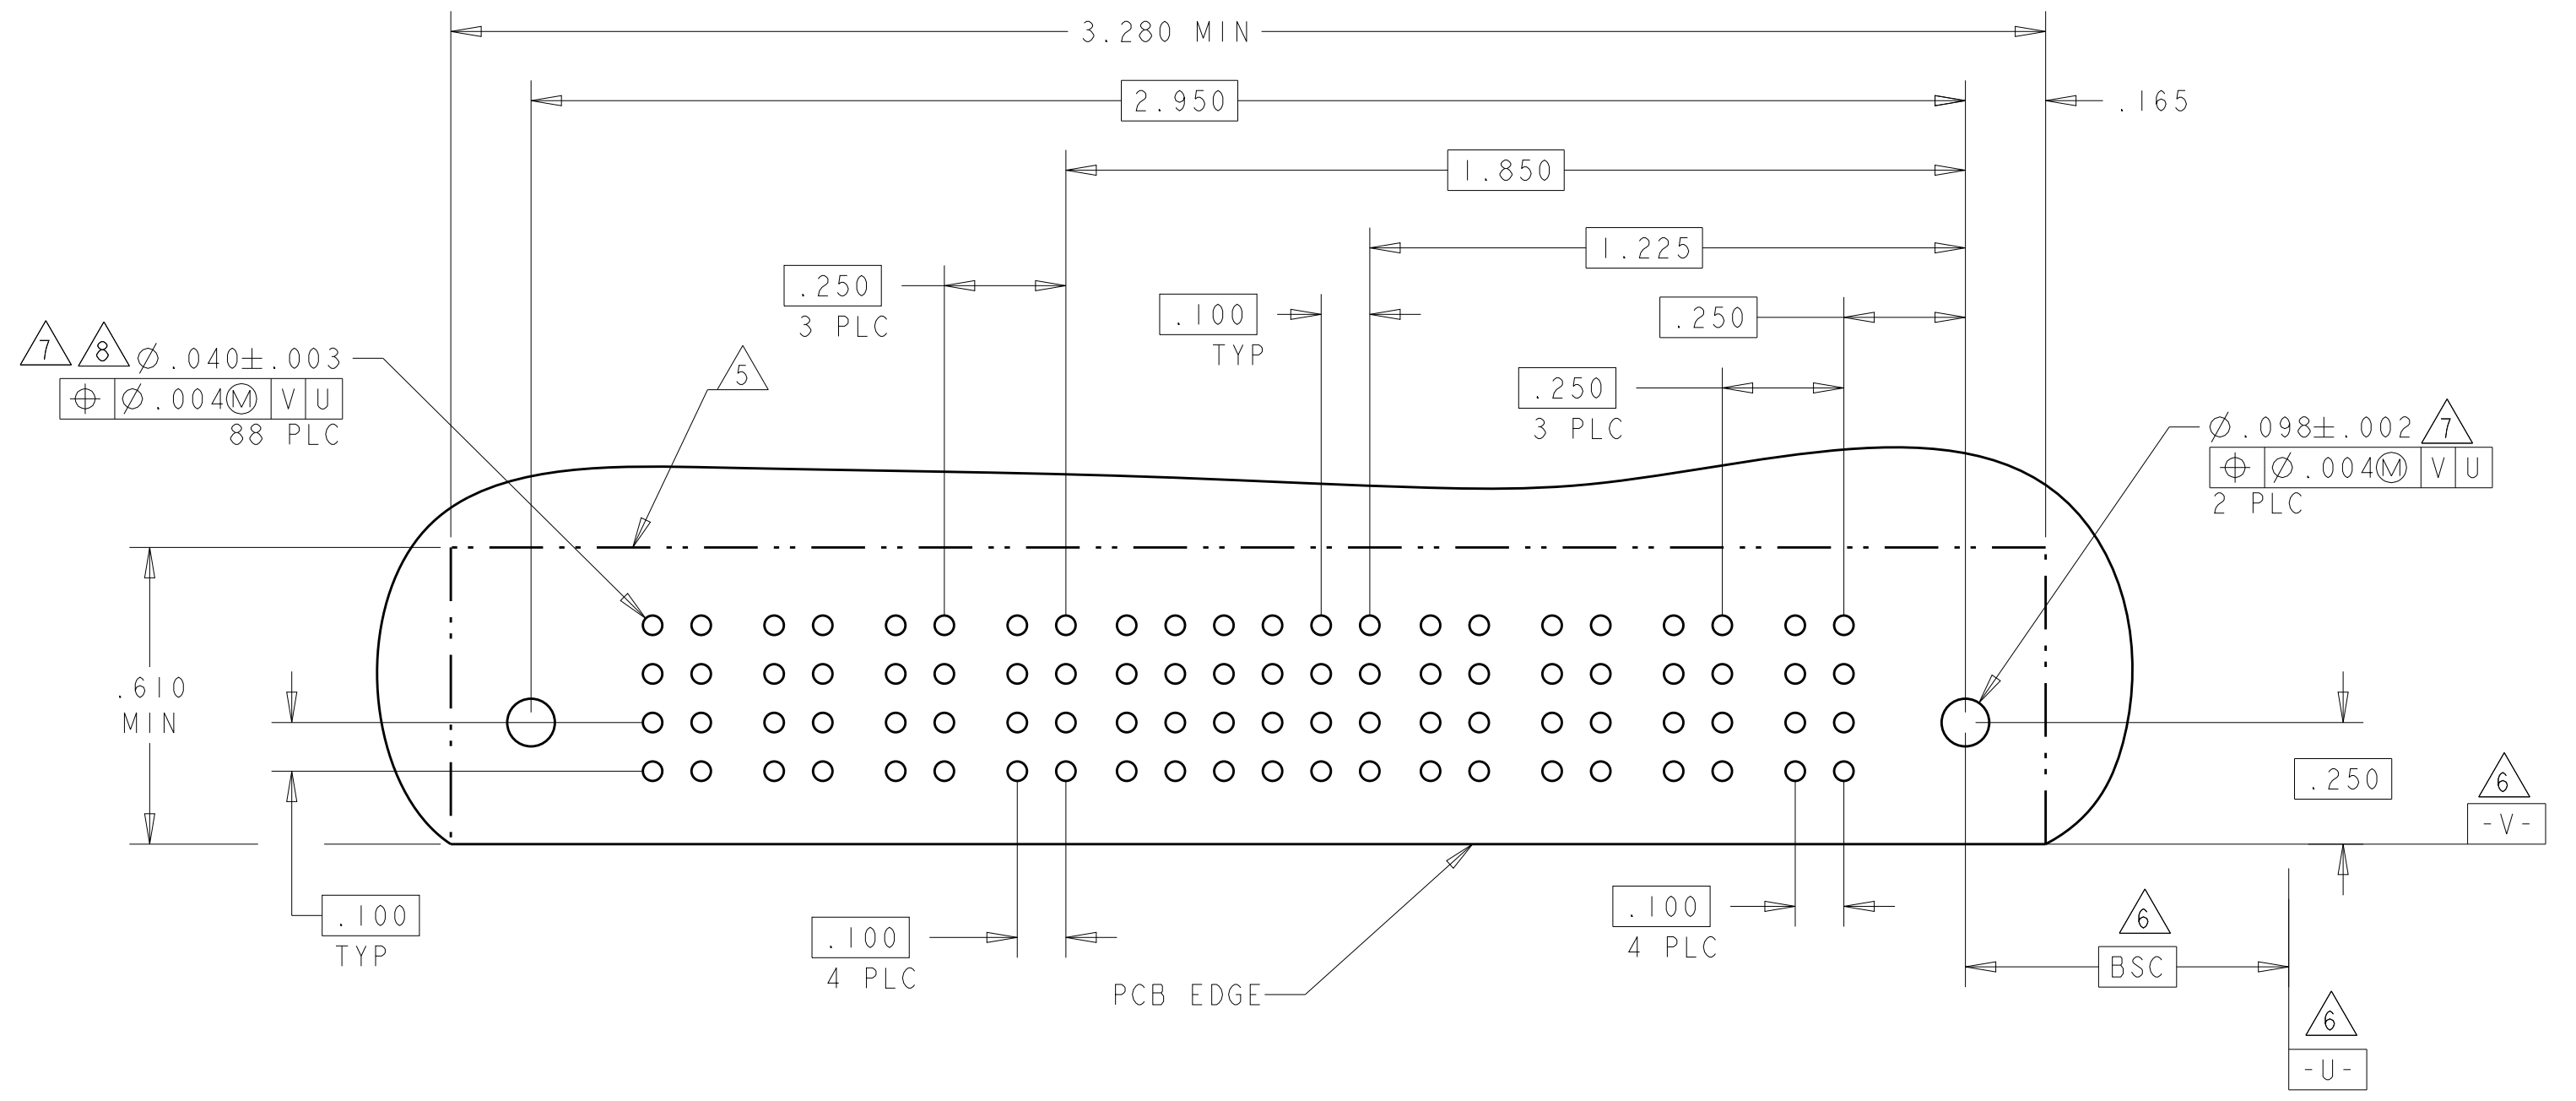 3.280 MIN
2.950
.165
1.850
1.225
.250
3 PLC
.100
TYP
.250
.250
3 PLC
7 8 Ø.040±.003
⌖ Ø.004Ⓜ V U
88 PLC
5
Ø.098±.002 7
⌖ Ø.004Ⓜ V U
2 PLC
.610
MIN
.250
6
-V-
.100
TYP
.100
4 PLC
.100
4 PLC
PCB EDGE
6
BSC
6
-U-